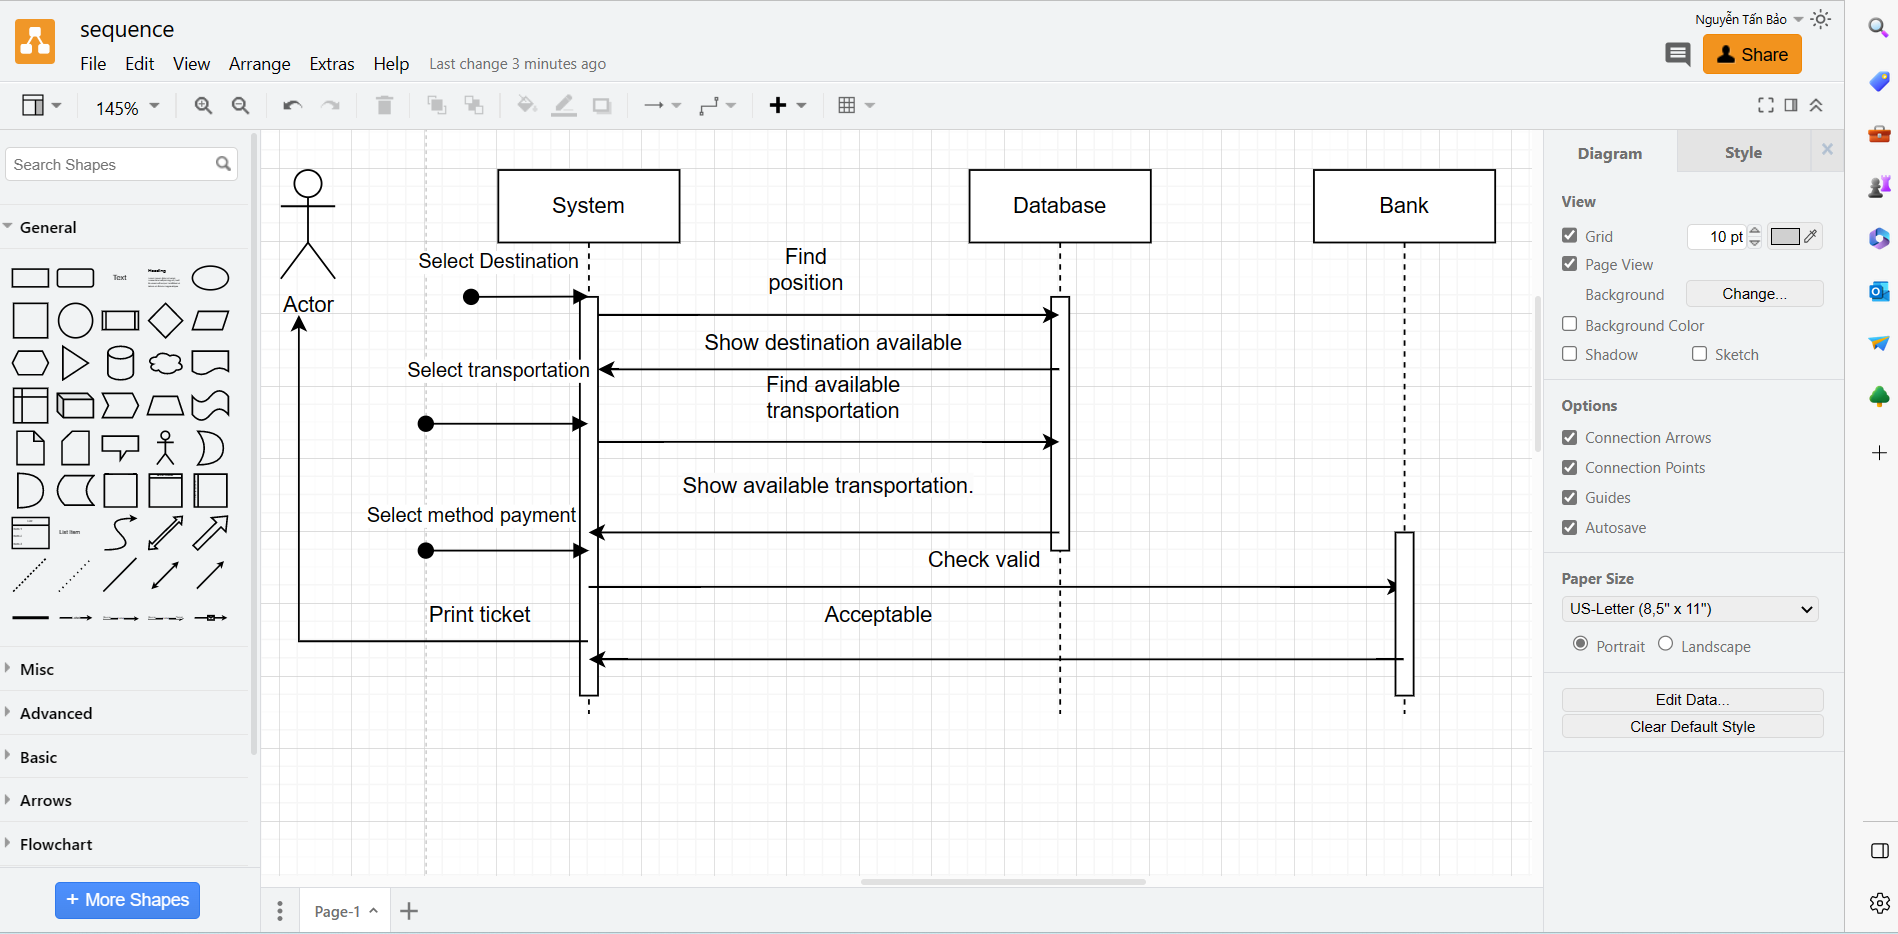 sequence
Nguyễn Tấn Bảo
File Edit View Arrange Extras Help Last change 3 minutes ago
Share
145%
Search Shapes
General
Text
Heading
List Item
Misc
Advanced
Basic
Arrows
Flowchart
+ More Shapes
System
Database
Bank
Actor
Select Destination
Find
position
Show destination available
Select transportation
Find available
transportation
Show available transportation.
Select method payment
Check valid
Print ticket
Acceptable
Page-1
Diagram
Style
View
Grid
10 pt
Page View
Background
Change...
Background Color
Shadow
Sketch
Options
Connection Arrows
Connection Points
Guides
Autosave
Paper Size
US-Letter (8,5" x 11")
Portrait
Landscape
Edit Data...
Clear Default Style